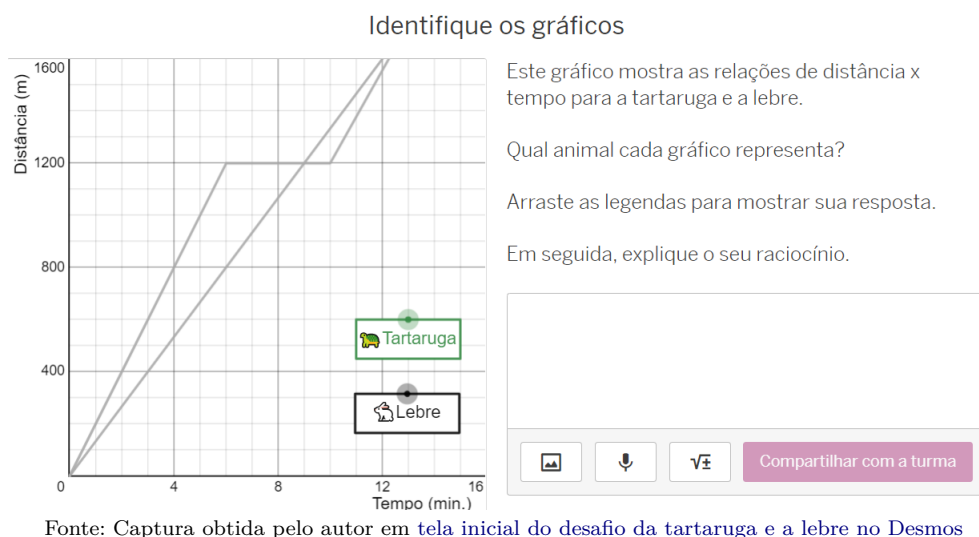 Identifique os gráficos
Distância (m)
1600
1200
800
400
0
4
8
12
16
Tempo (min.)
Tartaruga
Lebre
Este gráfico mostra as relações de distância x
tempo para a tartaruga e a lebre.
Qual animal cada gráfico representa?
Arraste as legendas para mostrar sua resposta.
Em seguida, explique o seu raciocínio.
√±
Compartilhar com a turma
Fonte: Captura obtida pelo autor em tela inicial do desafio da tartaruga e a lebre no Desmos